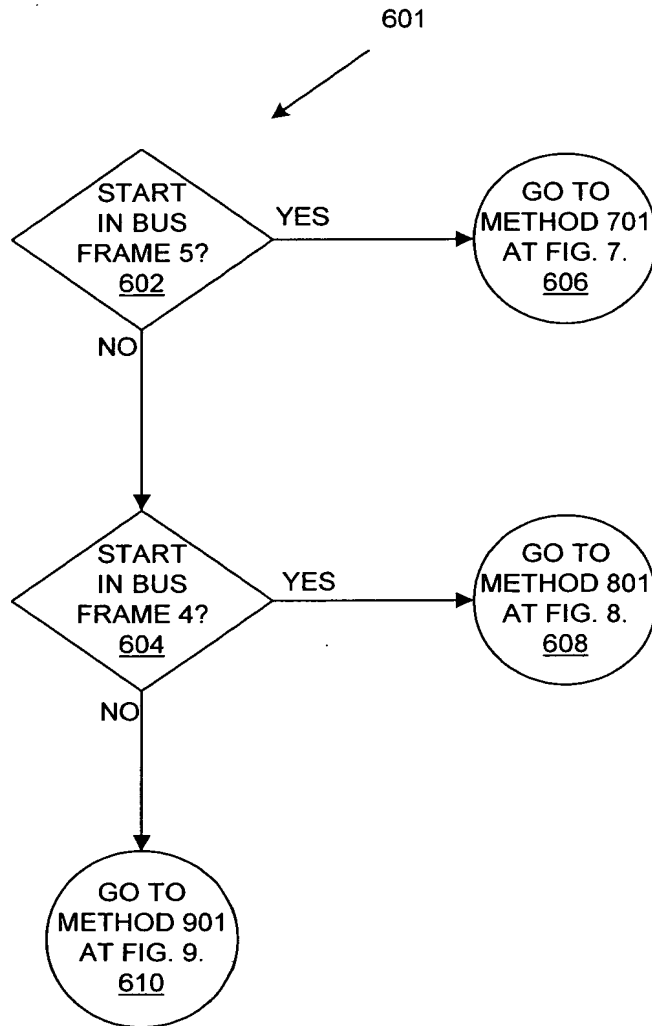 601
START
IN BUS
FRAME 5?
602
YES
GO TO
METHOD 701
AT FIG. 7.
606
NO
START
IN BUS
FRAME 4?
604
YES
GO TO
METHOD 801
AT FIG. 8.
608
NO
GO TO
METHOD 901
AT FIG. 9.
610